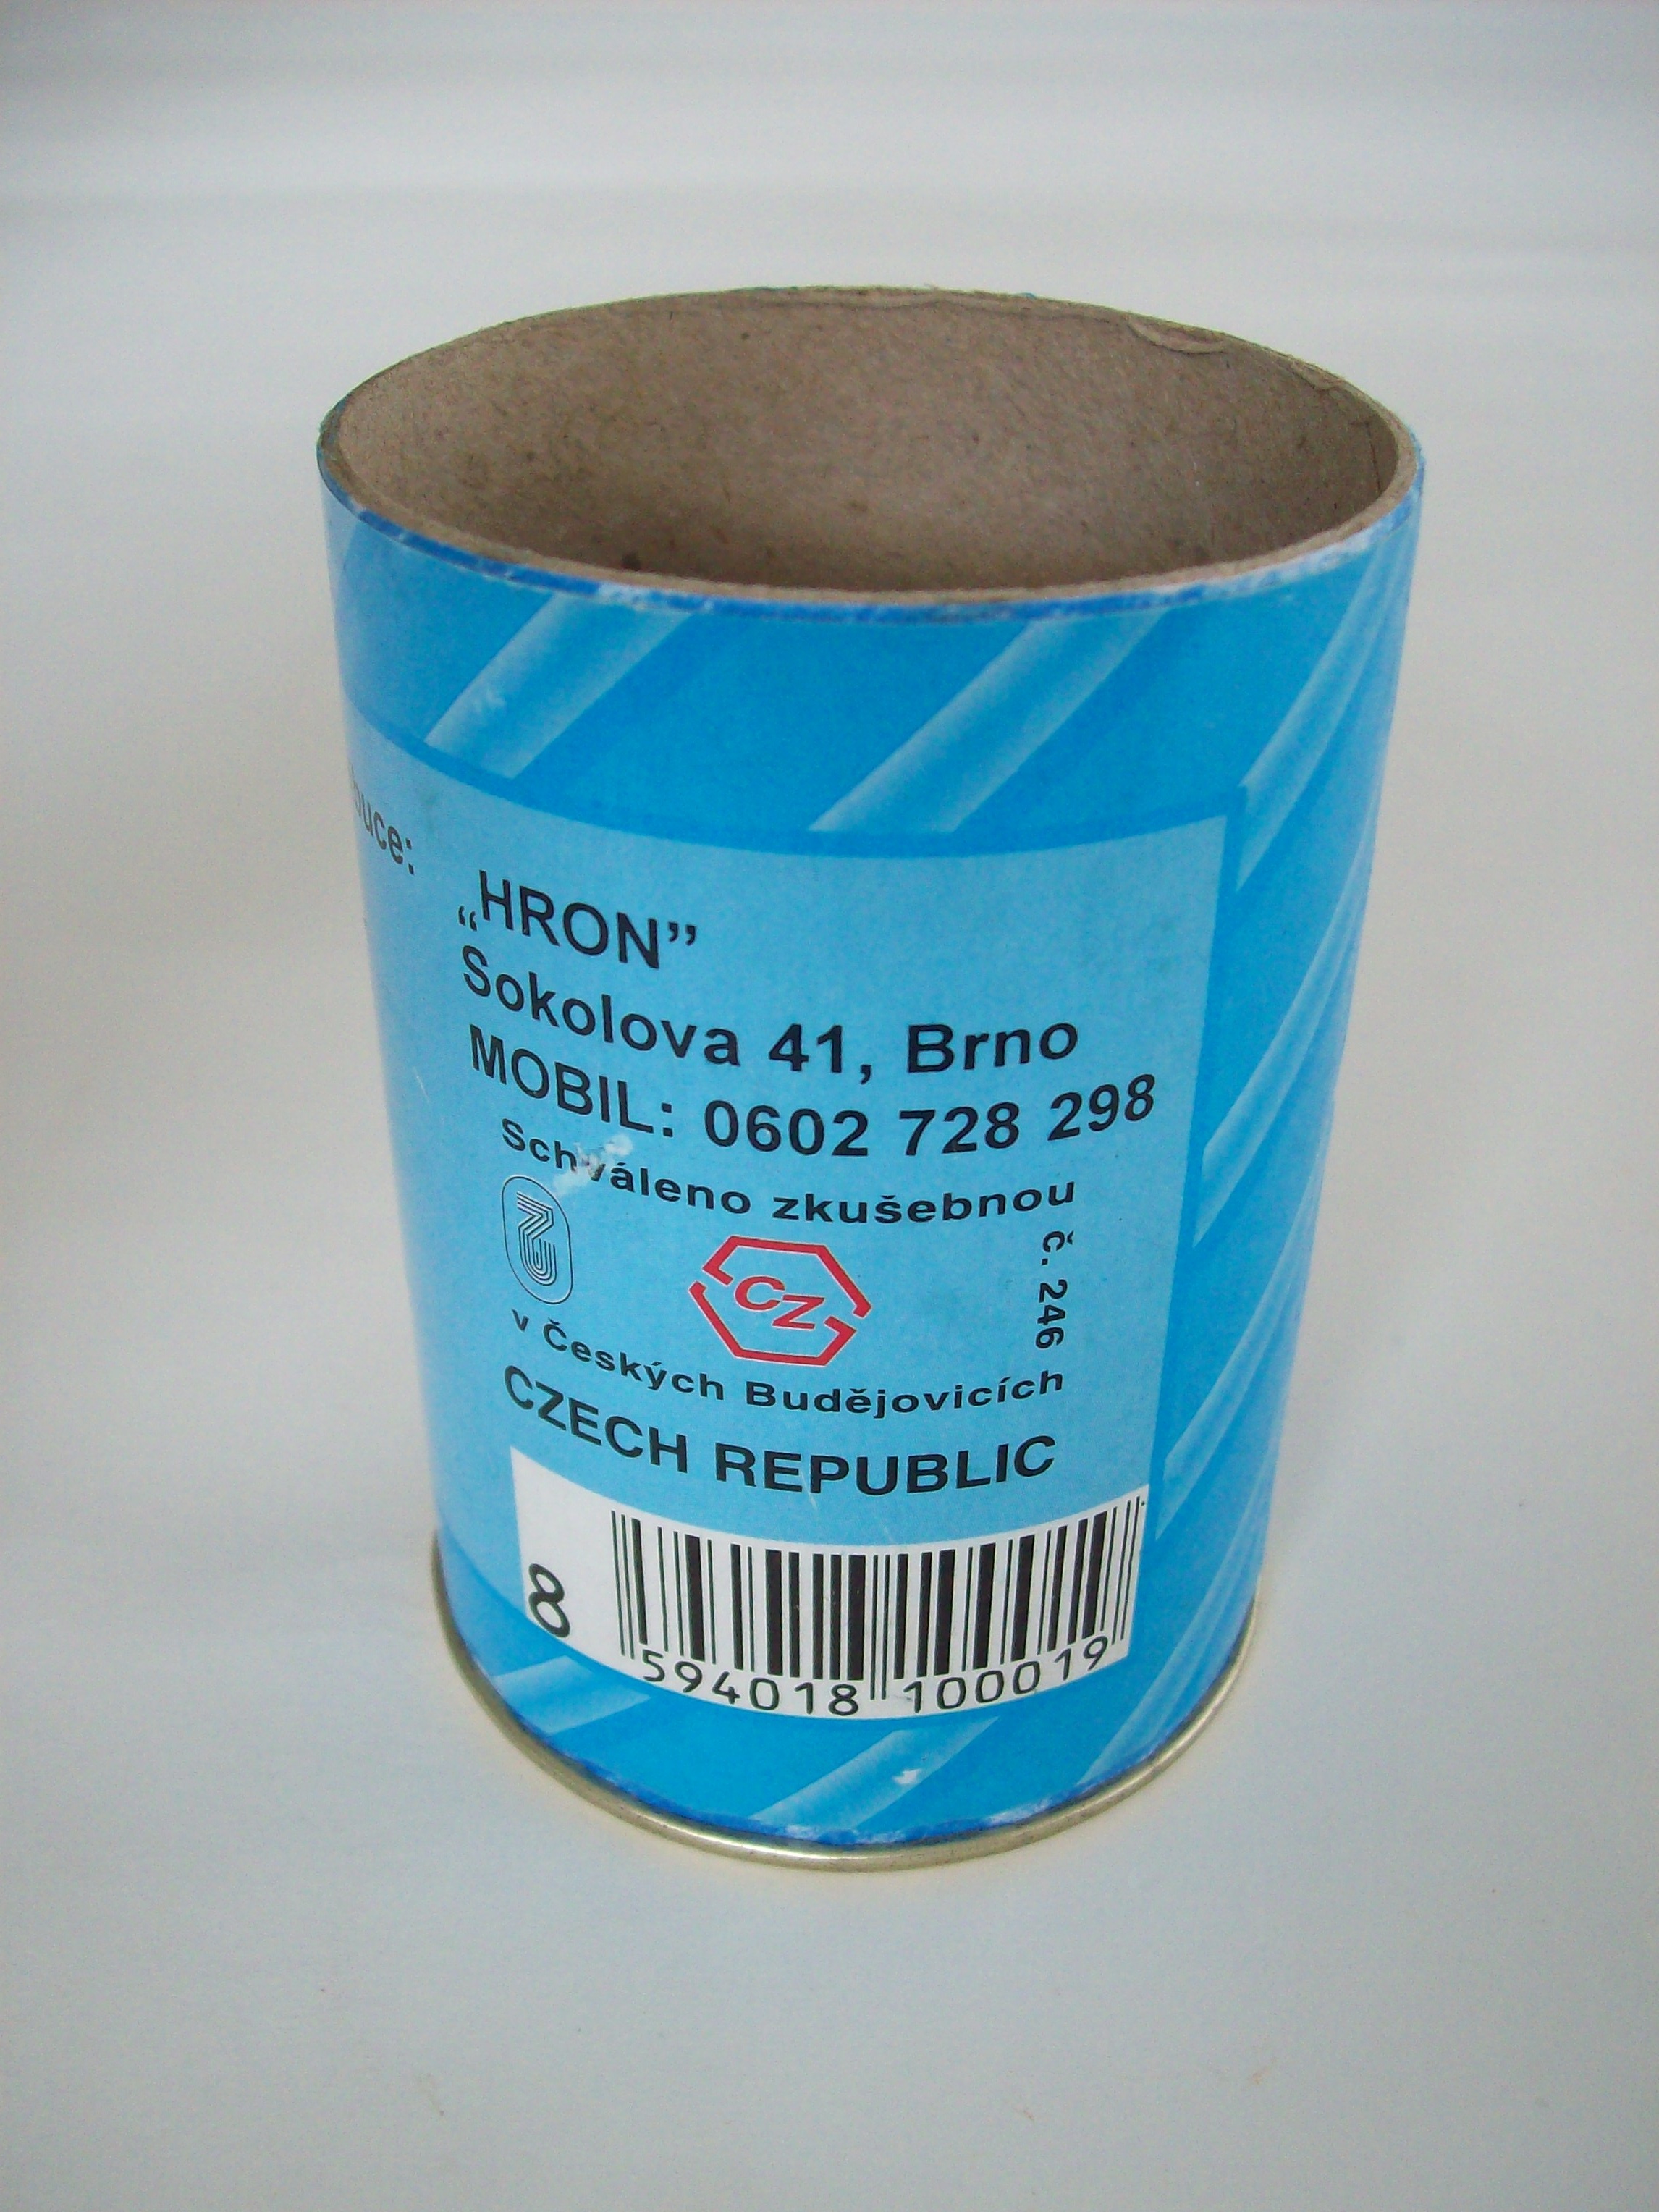 „HRON”
Sokolova 41, Brno
MOBIL: 0602 728 298
Schváleno zkušebnou
č. 246
CZ
v Českých Budějovicích
CZECH REPUBLIC
8 594018 100019